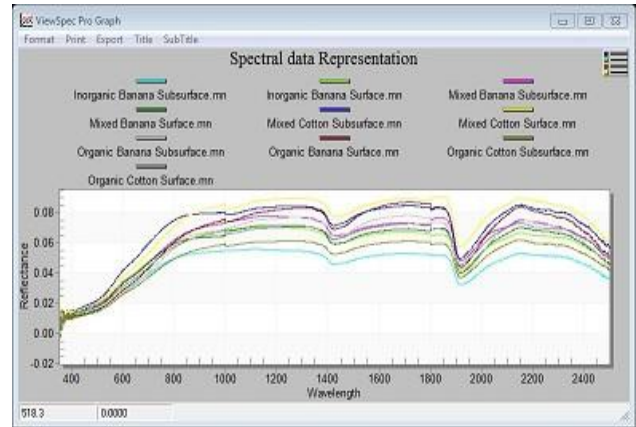 ViewSpec Pro Graph
Format Print Export Title SubTitle
Spectral data Representation
Inorganic Banana Subsurface.mn Inorganic Banana Surface.mn Mixed Banana Subsurface.mn
Mixed Banana Surface.mn Mixed Cotton Subsurface.mn Mixed Cotton Surface.mn
Organic Banana Subsurface.mn Organic Banana Surface.mn Organic Cotton Subsurface.mn
Organic Cotton Surface.mn
Reflectance
0.08
0.06
0.04
0.02
0.00
-0.02
400 600 800 1000 1200 1400 1600 1800 2000 2200 2400
Wavelength
518.3 0.0000